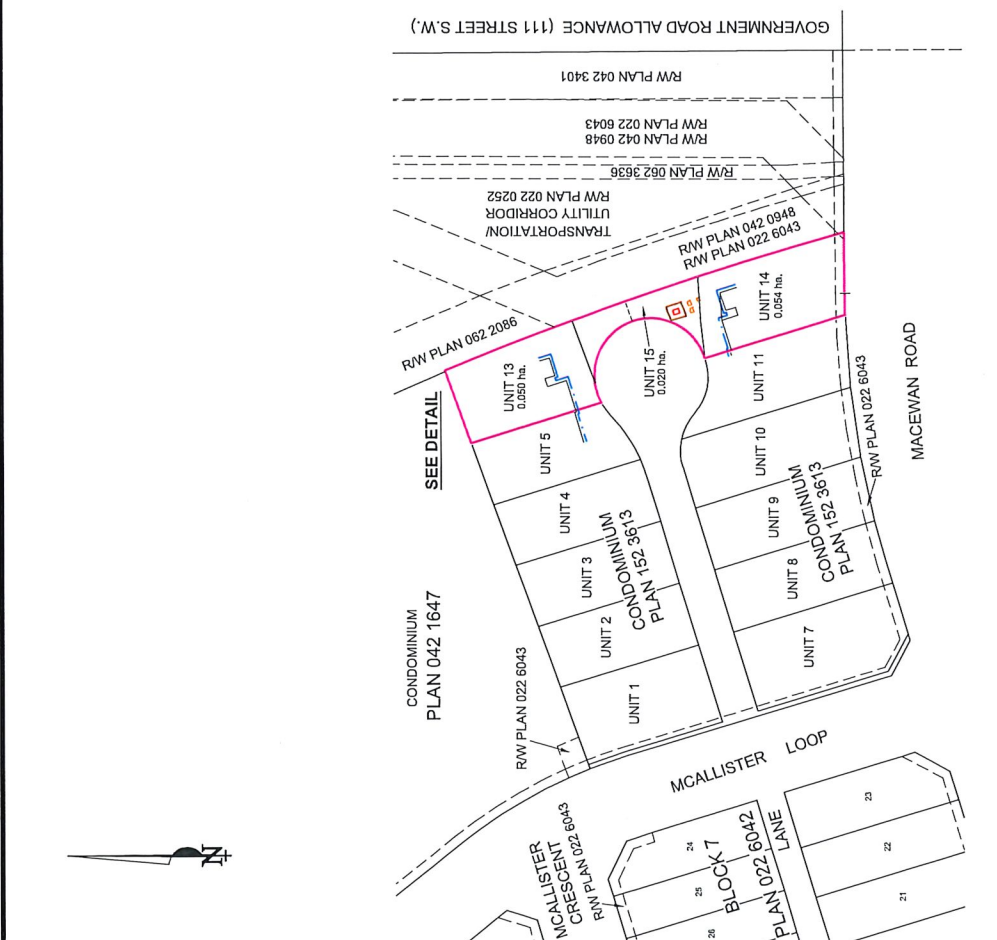 GOVERNMENT ROAD ALLOWANCE (111 STREET S.W.)
R/W PLAN 042 3401
R/W PLAN 042 0948
R/W PLAN 022 6043
R/W PLAN 062 3636
TRANSPORTATION/
UTILITY CORRIDOR
R/W PLAN 022 0252
R/W PLAN 042 0948
R/W PLAN 022 6043
R/W PLAN 062 2086
UNIT 14
0.054 ha.
UNIT 13
0.050 ha.
UNIT 15
0.020 ha.
UNIT 11
SEE DETAIL
UNIT 5
UNIT 10
UNIT 4
UNIT 9
UNIT 3
UNIT 8
UNIT 2
UNIT 7
UNIT 1
CONDOMINIUM
PLAN 152 3613
CONDOMINIUM
PLAN 152 3613
R/W PLAN 022 6043
MACEWAN ROAD
CONDOMINIUM
PLAN 042 1647
R/W PLAN 022 6043
MCALLISTER LOOP
MCALLISTER
CRESCENT
R/W PLAN 022 6043
BLOCK 7
PLAN 022 6042
LANE
24
25
26
23
22
21
N